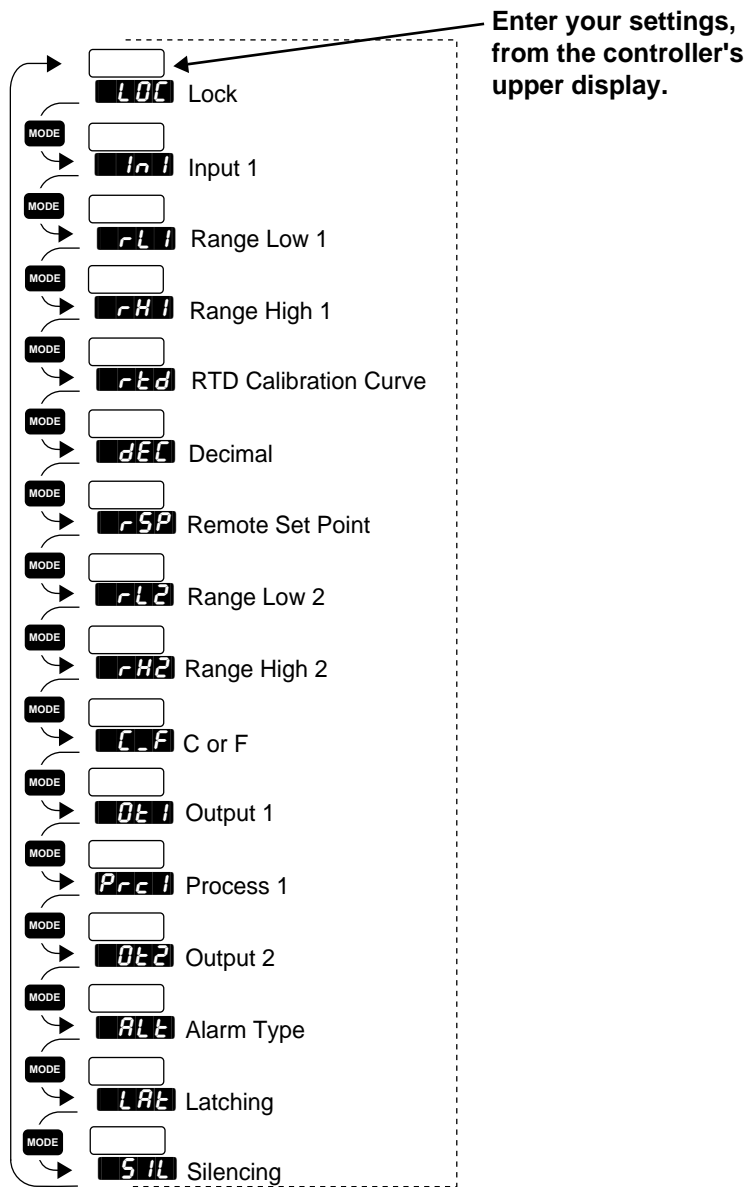 Enter your settings,
from the controller's
upper display.
LOC Lock
MODE
In1 Input 1
MODE
rL1 Range Low 1
MODE
rH1 Range High 1
MODE
rtd RTD Calibration Curve
MODE
dEC Decimal
MODE
rSP Remote Set Point
MODE
rL2 Range Low 2
MODE
rH2 Range High 2
MODE
C_F C or F
MODE
Ot1 Output 1
MODE
Prc1 Process 1
MODE
Ot2 Output 2
MODE
ALt Alarm Type
MODE
LAt Latching
MODE
SIL Silencing